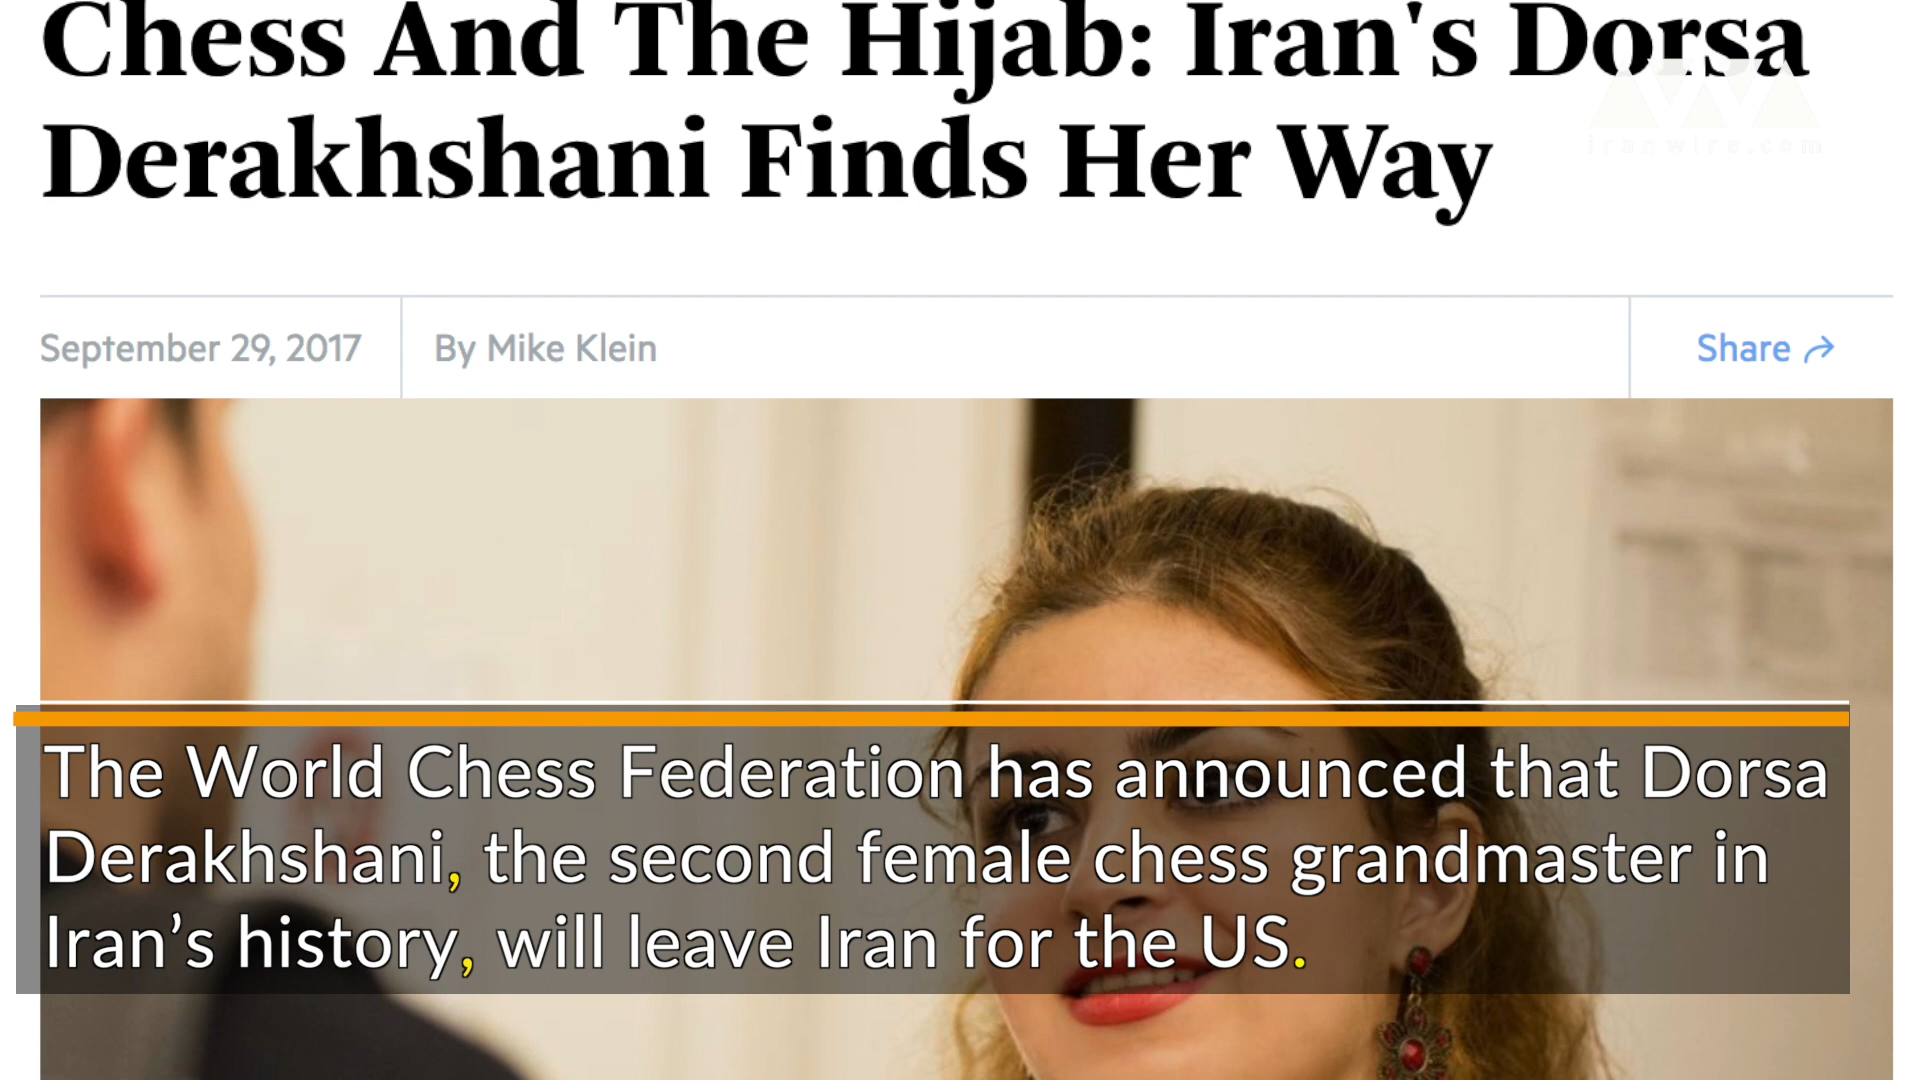 Chess And The Hijab: Iran's Dorsa
Derakhshani Finds Her Way
iranwire.com
September 29, 2017
By Mike Klein
Share
The World Chess Federation has announced that Dorsa
Derakhshani, the second female chess grandmaster in
Iran’s history, will leave Iran for the US.